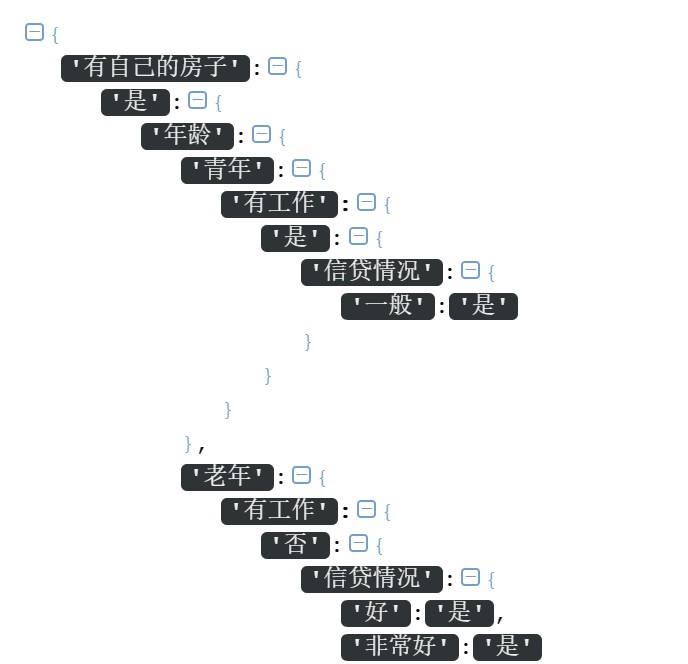 {
'有自己的房子':{
'是':{
'年龄':{
'青年':{
'有工作':{
'是':{
'信贷情况':{
'一般':'是'
}
}
}
},
'老年':{
'有工作':{
'否':{
'信贷情况':{
'好':'是',
'非常好':'是'